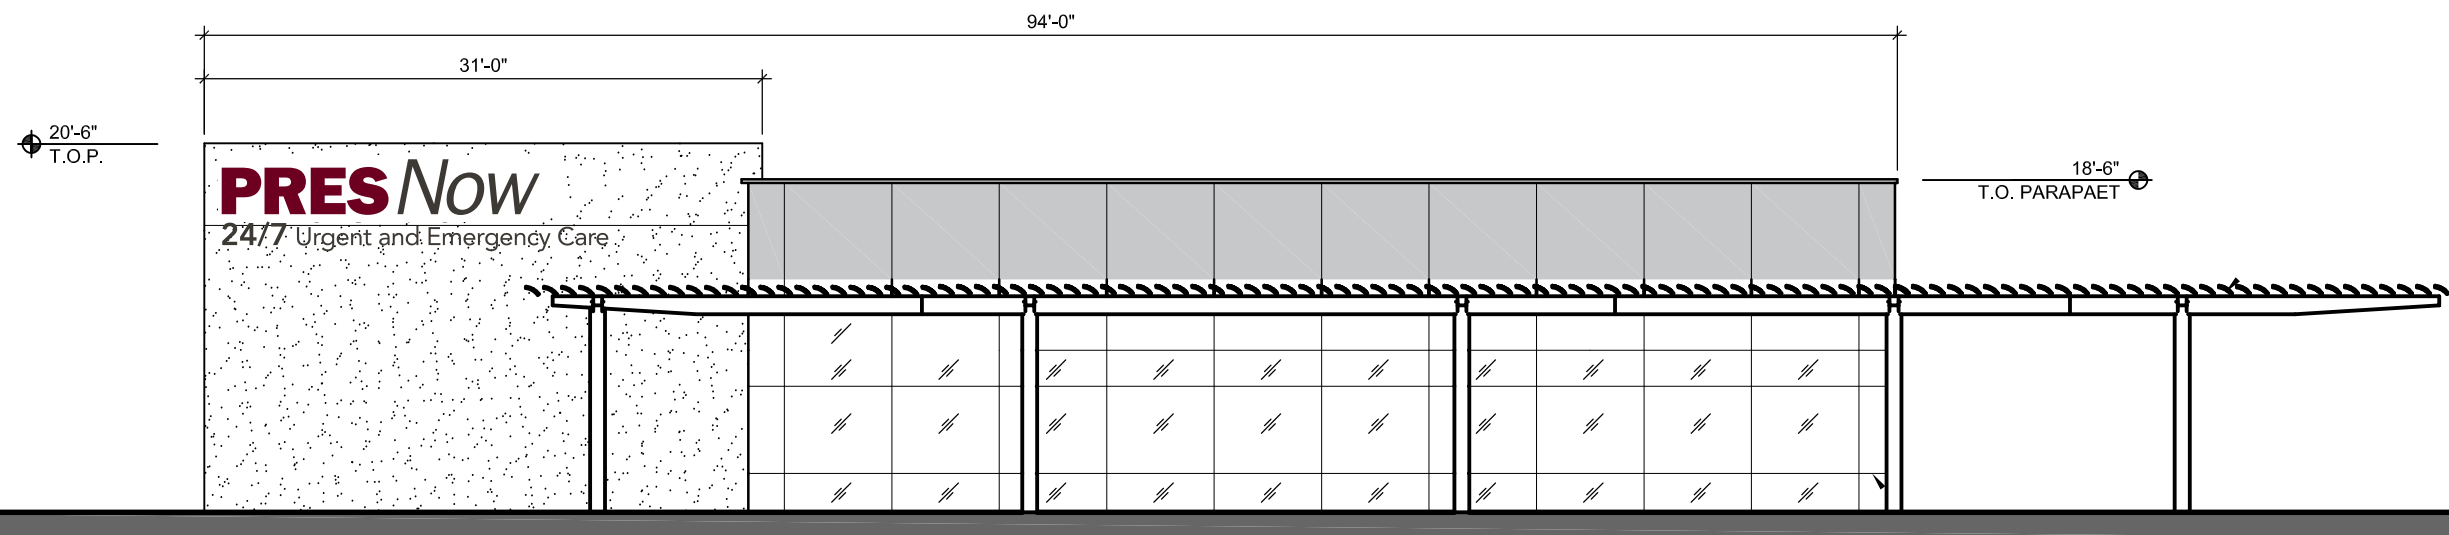 94'-0"
31'-0"
20'-6"
T.O.P.
PRES Now
24/7 Urgent and Emergency Care
18'-6"
T.O. PARAPAET